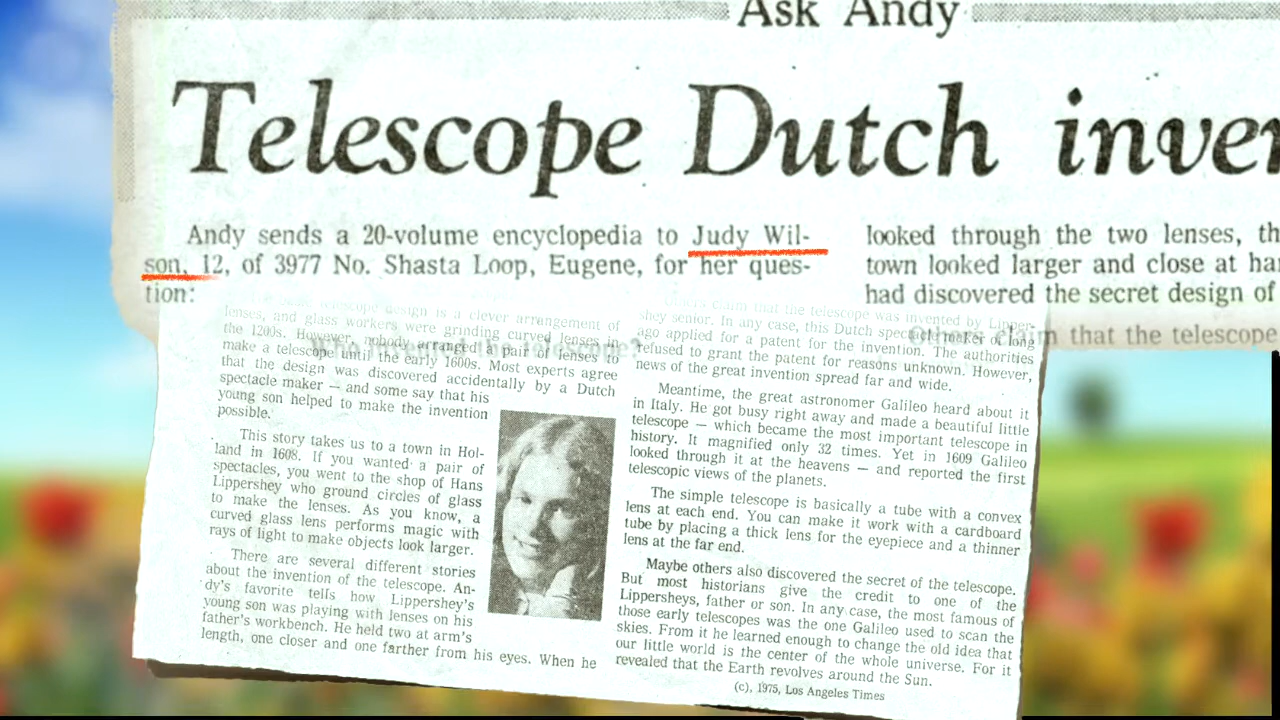 Ask Andy
Telescope Dutch inver
Andy sends a 20-volume encyclopedia to Judy Wil-
son, 12, of 3977 No. Shasta Loop, Eugene, for her ques-
tion:
Who invented the telescope?
looked through the two lenses, th
town looked larger and close at har
had discovered the secret design of
Others claim that the telescope
telescope design is a clever arrangement of
lenses, and glass workers were grinding curved lenses in
the 1200s. However, nobody arranged a pair of lenses to
make a telescope until the early 1600s. Most experts agree
that the design was discovered accidentally by a Dutch
spectacle maker — and some say that his
young son helped to make the invention
possible.
This story takes us to a town in Hol-
land in 1608. If you wanted a pair of
spectacles, you went to the shop of Hans
Lippershey who ground circles of glass
to make the lenses. As you know, a
curved glass lens performs magic with
rays of light to make objects look larger.
There are several different stories
about the invention of the telescope. An-
dy's favorite tells how Lippershey's
young son was playing with lenses on his
father's workbench. He held two at arm's
length, one closer and one farther from his eyes. When he
Others claim that the telescope was invented by Lipper-
shey senior. In any case, this Dutch spectacle maker of long
ago applied for a patent for the invention. The authorities
refused to grant the patent for reasons unknown. However,
news of the great invention spread far and wide.
Meantime, the great astronomer Galileo heard about it
in Italy. He got busy right away and made a beautiful little
telescope — which became the most important telescope in
history. It magnified only 32 times. Yet in 1609 Galileo
looked through it at the heavens — and reported the first
telescopic views of the planets.
The simple telescope is basically a tube with a convex
lens at each end. You can make it work with a cardboard
tube by placing a thick lens for the eyepiece and a thinner
lens at the far end.
Maybe others also discovered the secret of the telescope.
But most historians give the credit to one of the
Lippersheys, father or son. In any case, the most famous of
those early telescopes was the one Galileo used to scan the
skies. From it he learned enough to change the old idea that
our little world is the center of the whole universe. For it
revealed that the Earth revolves around the Sun.
(c), 1975, Los Angeles Times